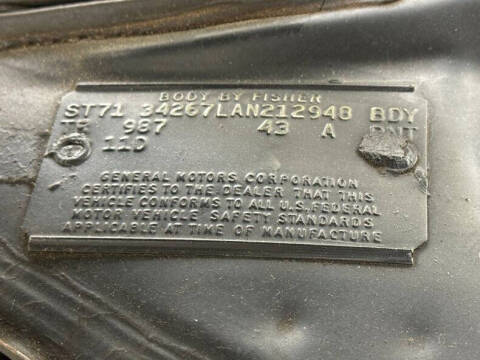 BODY BY FISHER
ST71 34267LAN212948 BDY
TR 987 43 A PNT
11D
GENERAL MOTORS CORPORATION
CERTIFIES TO THE DEALER THAT THIS
VEHICLE CONFORMS TO ALL U.S. FEDERAL
MOTOR VEHICLE SAFETY STANDARDS
APPLICABLE AT TIME OF MANUFACTURE